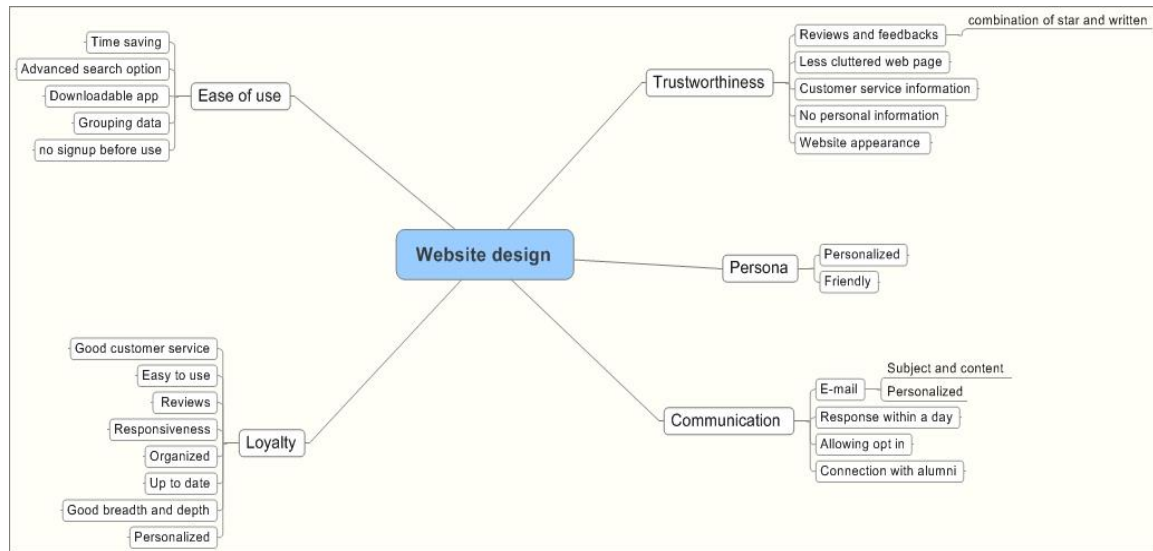 Website design
Ease of use
Time saving
Advanced search option
Downloadable app
Grouping data
no signup before use
Trustworthiness
Reviews and feedbacks
combination of star and written
Less cluttered web page
Customer service information
No personal information
Website appearance
Persona
Personalized
Friendly
Communication
E-mail
Subject and content
Personalized
Response within a day
Allowing opt in
Connection with alumni
Loyalty
Good customer service
Easy to use
Reviews
Responsiveness
Organized
Up to date
Good breadth and depth
Personalized